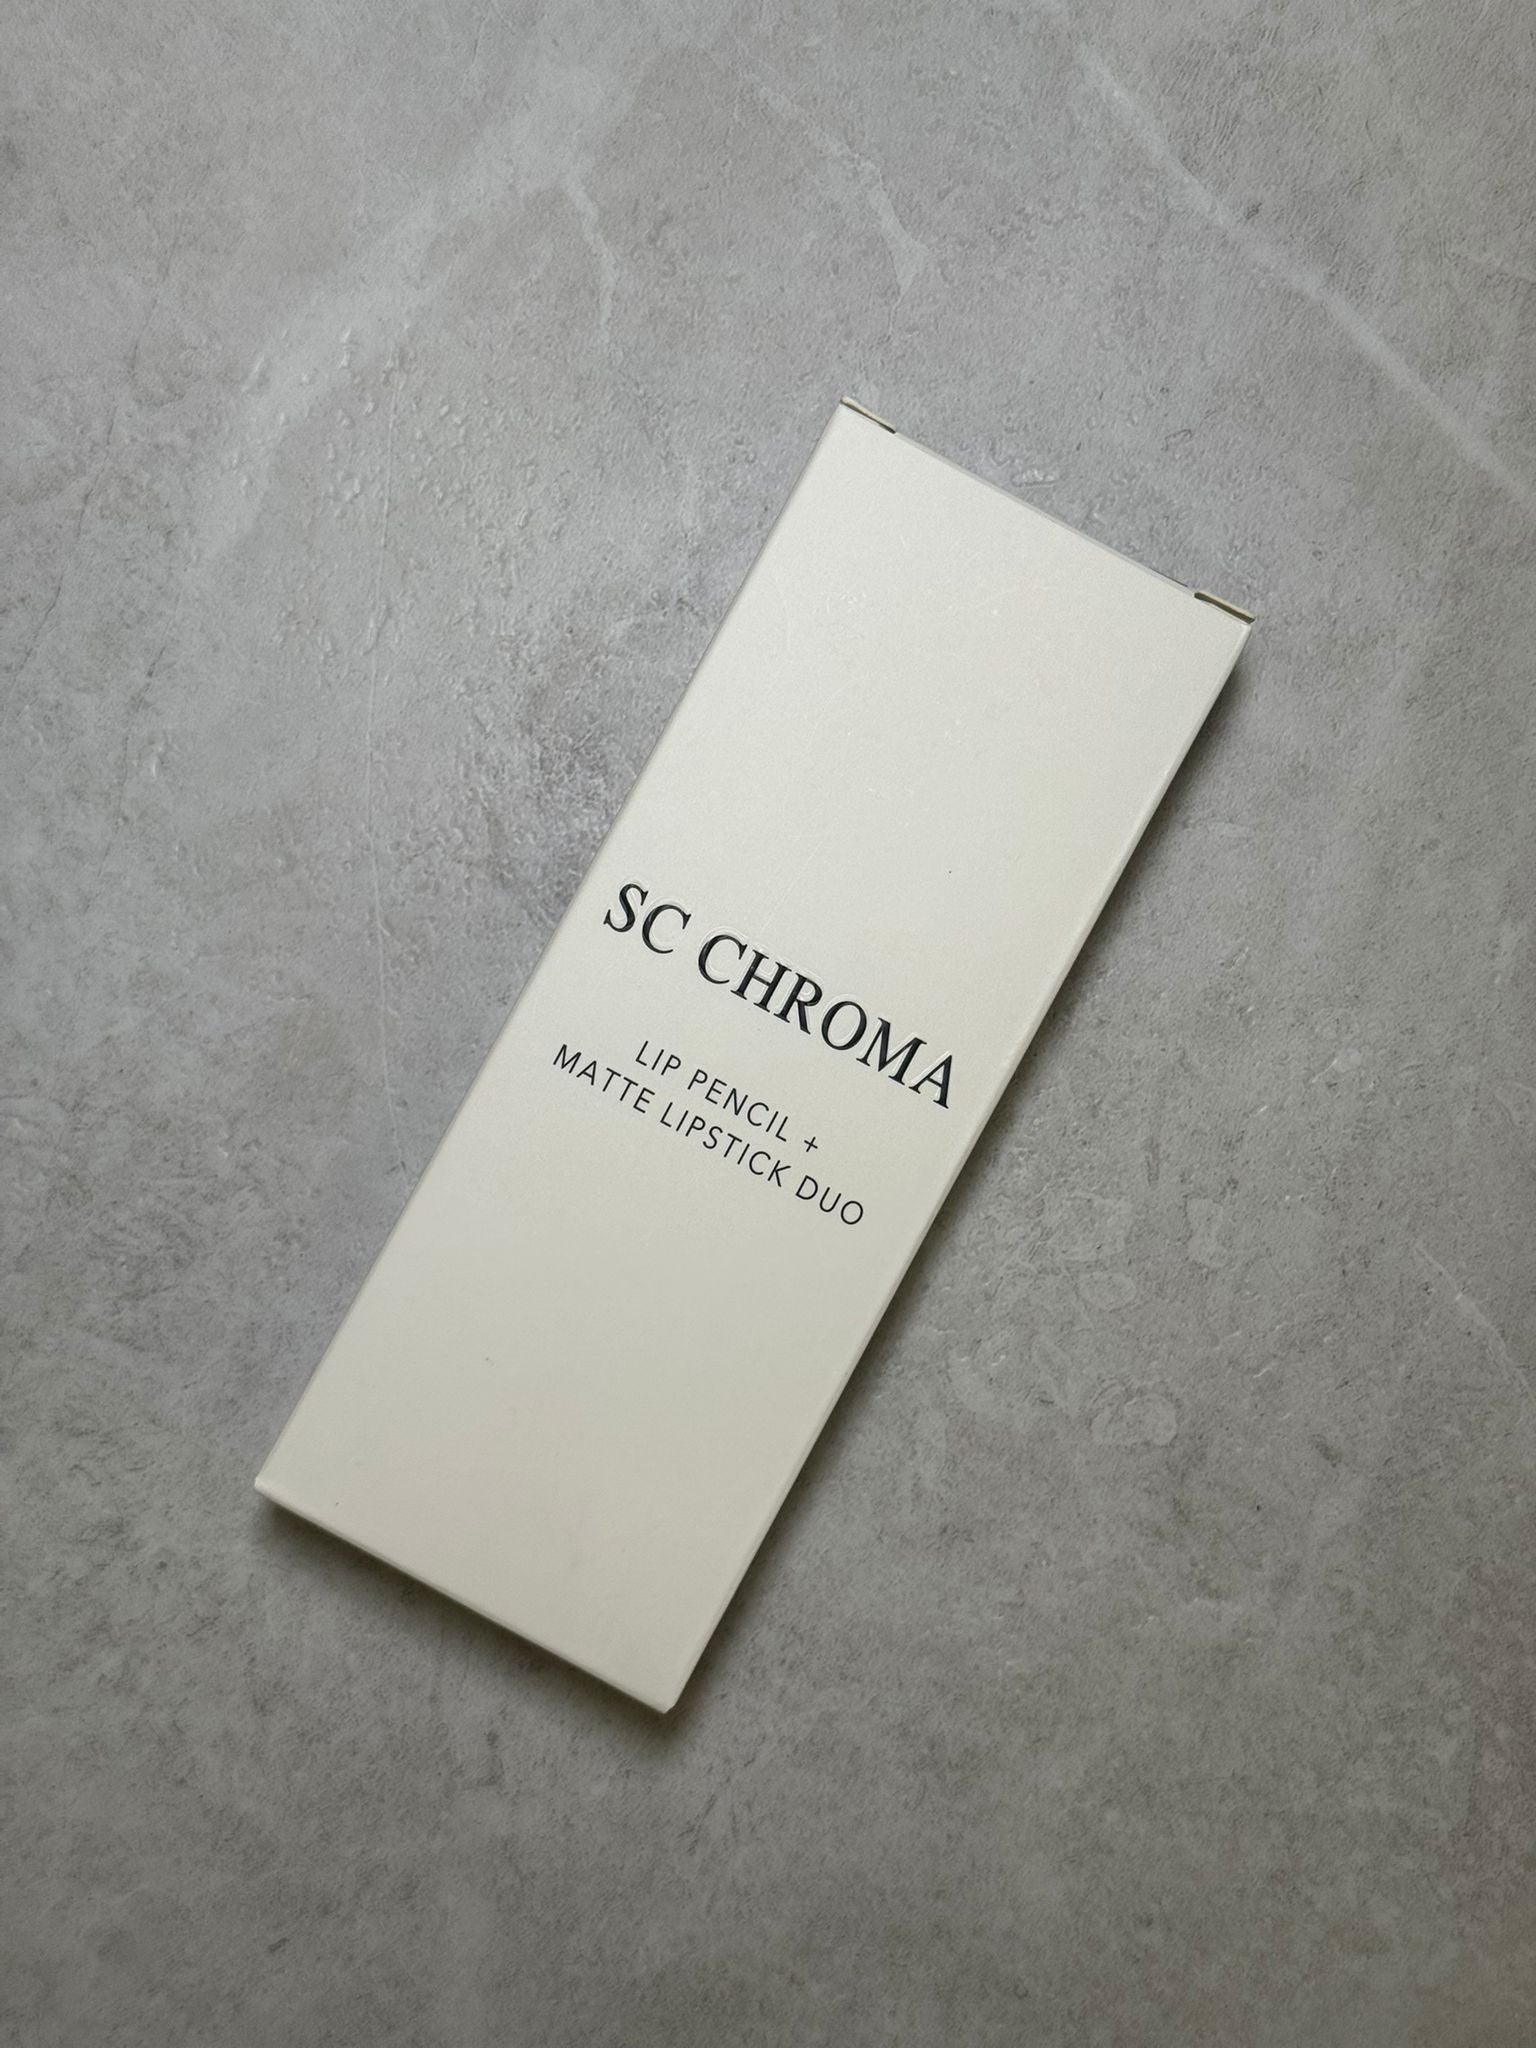 SC CHROMA
LIP PENCIL +
MATTE LIPSTICK DUO